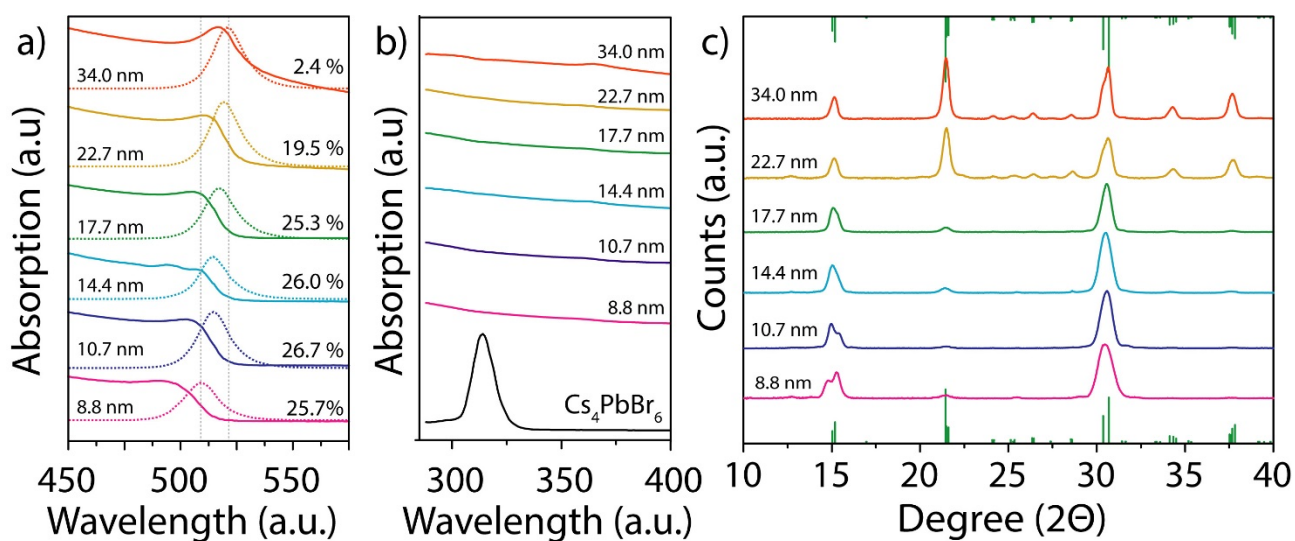 a)
Absorption (a.u)
34.0 nm
2.4 %
22.7 nm
19.5 %
17.7 nm
25.3 %
14.4 nm
26.0 %
10.7 nm
26.7 %
8.8 nm
25.7%
450
500
550
Wavelength (a.u.)
b)
Absorption (a.u)
34.0 nm
22.7 nm
17.7 nm
14.4 nm
10.7 nm
8.8 nm
Cs₄PbBr₆
300
350
400
Wavelength (a.u.)
c)
Counts (a.u.)
34.0 nm
22.7 nm
17.7 nm
14.4 nm
10.7 nm
8.8 nm
10
15
20
25
30
35
40
Degree (2Θ)